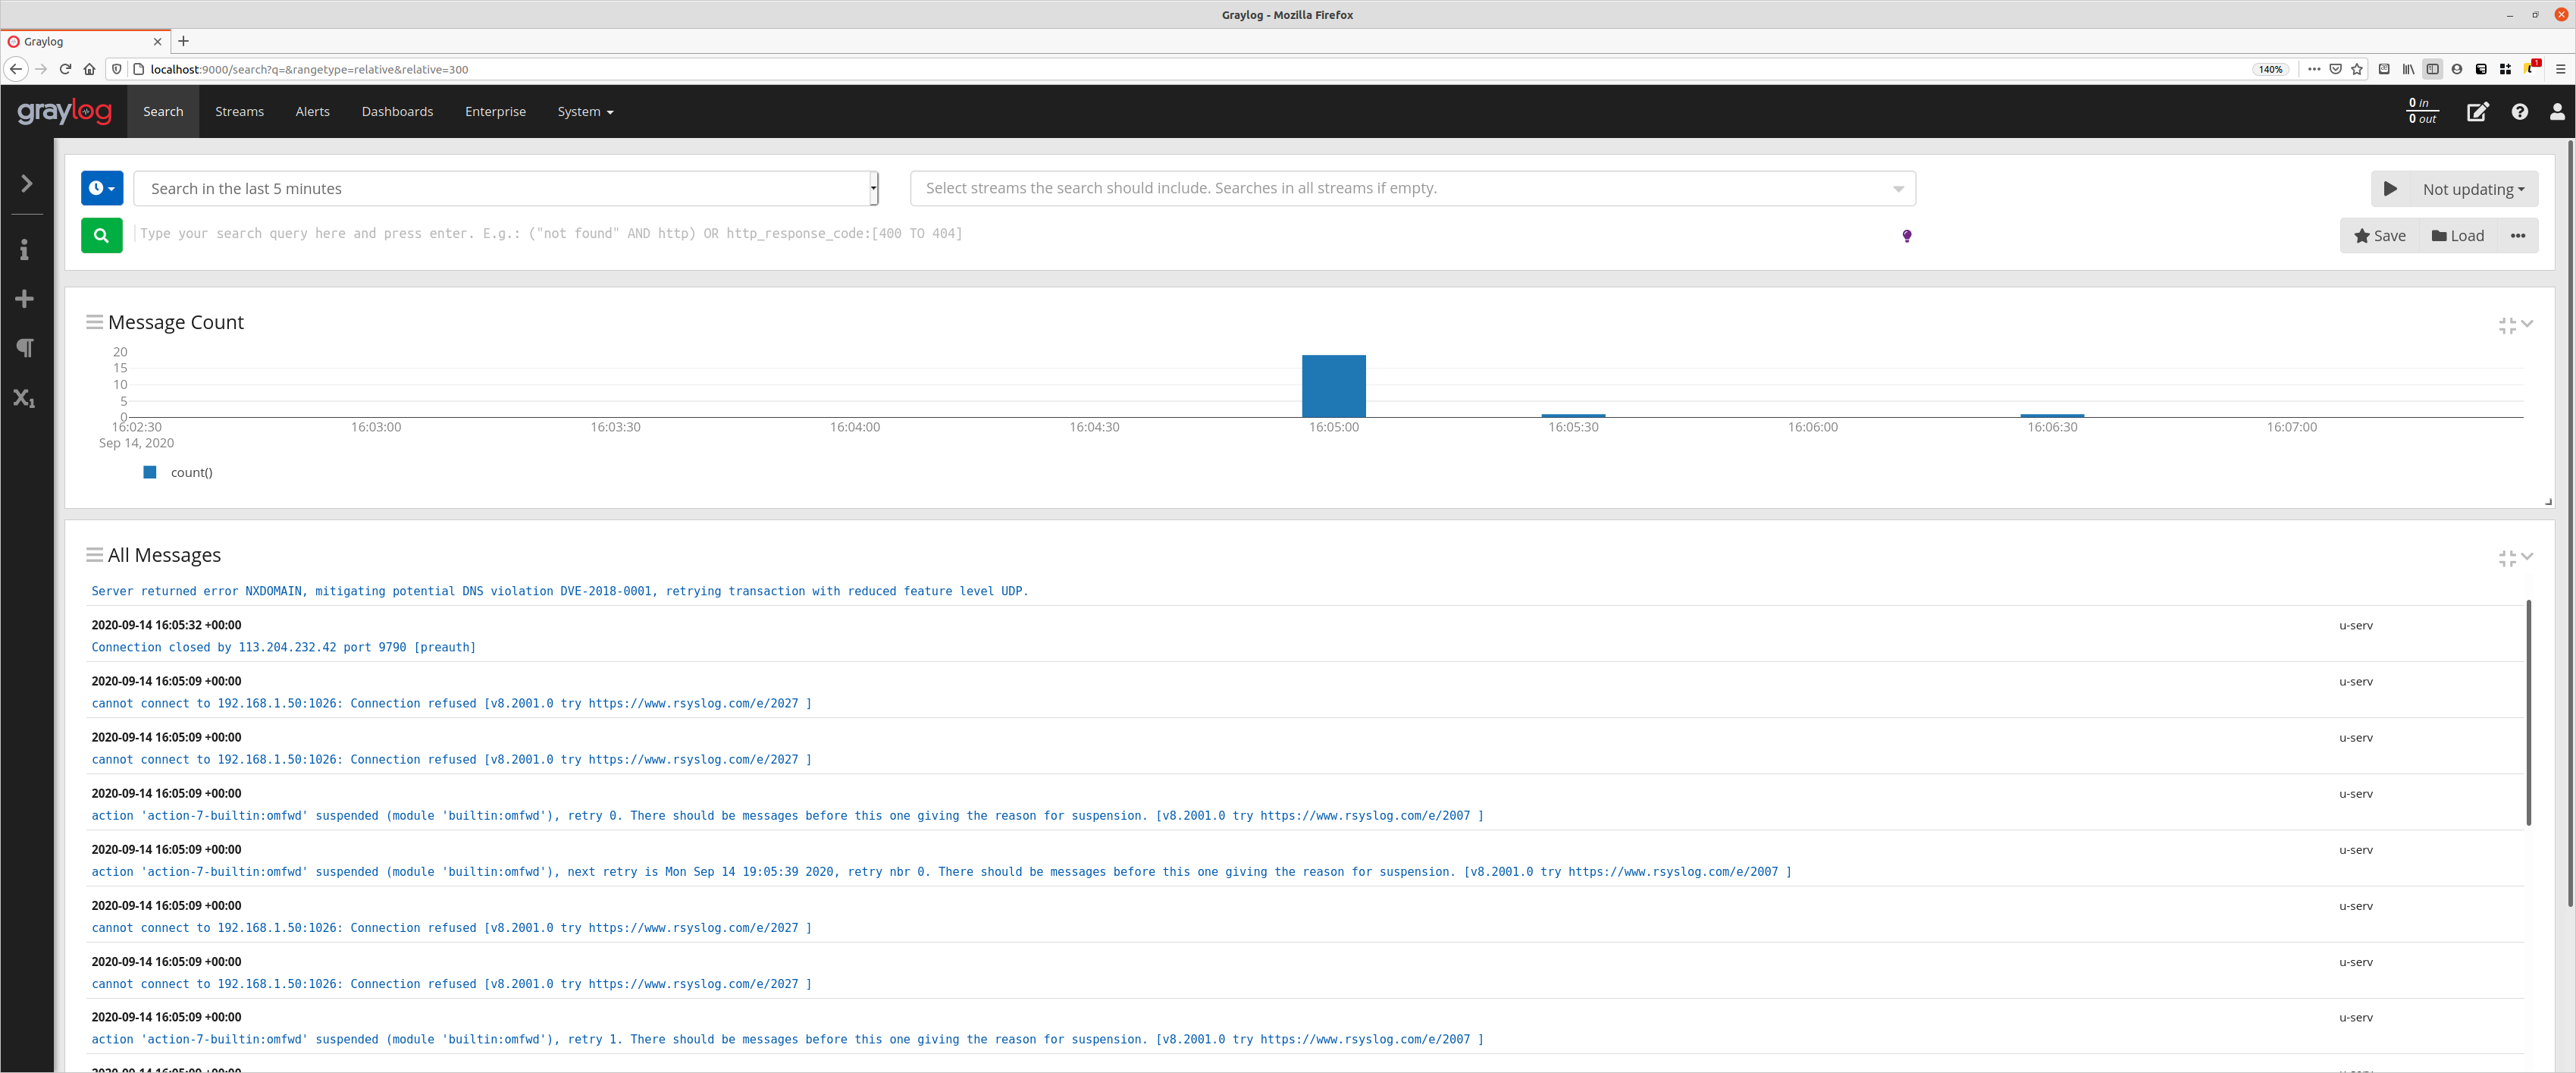 Graylog - Mozilla Firefox
Graylog
localhost:9000/search?q=&rangetype=relative&relative=300
140%
1
graylog
Search Streams Alerts Dashboards Enterprise System
0 in
0 out
Search in the last 5 minutes
Select streams the search should include. Searches in all streams if empty.
Not updating
Type your search query here and press enter. E.g.: ("not found" AND http) OR http_response_code:[400 TO 404]
Save Load
Message Count
20
15
10
5
0
16:02:30 16:03:00 16:03:30 16:04:00 16:04:30 16:05:00 16:05:30 16:06:00 16:06:30 16:07:00
Sep 14, 2020
count()
All Messages
Server returned error NXDOMAIN, mitigating potential DNS violation DVE-2018-0001, retrying transaction with reduced feature level UDP.
2020-09-14 16:05:32 +00:00 u-serv
Connection closed by 113.204.232.42 port 9790 [preauth]
2020-09-14 16:05:09 +00:00 u-serv
cannot connect to 192.168.1.50:1026: Connection refused [v8.2001.0 try https://www.rsyslog.com/e/2027 ]
2020-09-14 16:05:09 +00:00 u-serv
cannot connect to 192.168.1.50:1026: Connection refused [v8.2001.0 try https://www.rsyslog.com/e/2027 ]
2020-09-14 16:05:09 +00:00 u-serv
action 'action-7-builtin:omfwd' suspended (module 'builtin:omfwd'), retry 0. There should be messages before this one giving the reason for suspension. [v8.2001.0 try https://www.rsyslog.com/e/2007 ]
2020-09-14 16:05:09 +00:00 u-serv
action 'action-7-builtin:omfwd' suspended (module 'builtin:omfwd'), next retry is Mon Sep 14 19:05:39 2020, retry nbr 0. There should be messages before this one giving the reason for suspension. [v8.2001.0 try https://www.rsyslog.com/e/2007 ]
2020-09-14 16:05:09 +00:00 u-serv
cannot connect to 192.168.1.50:1026: Connection refused [v8.2001.0 try https://www.rsyslog.com/e/2027 ]
2020-09-14 16:05:09 +00:00 u-serv
cannot connect to 192.168.1.50:1026: Connection refused [v8.2001.0 try https://www.rsyslog.com/e/2027 ]
2020-09-14 16:05:09 +00:00 u-serv
action 'action-7-builtin:omfwd' suspended (module 'builtin:omfwd'), retry 1. There should be messages before this one giving the reason for suspension. [v8.2001.0 try https://www.rsyslog.com/e/2007 ]